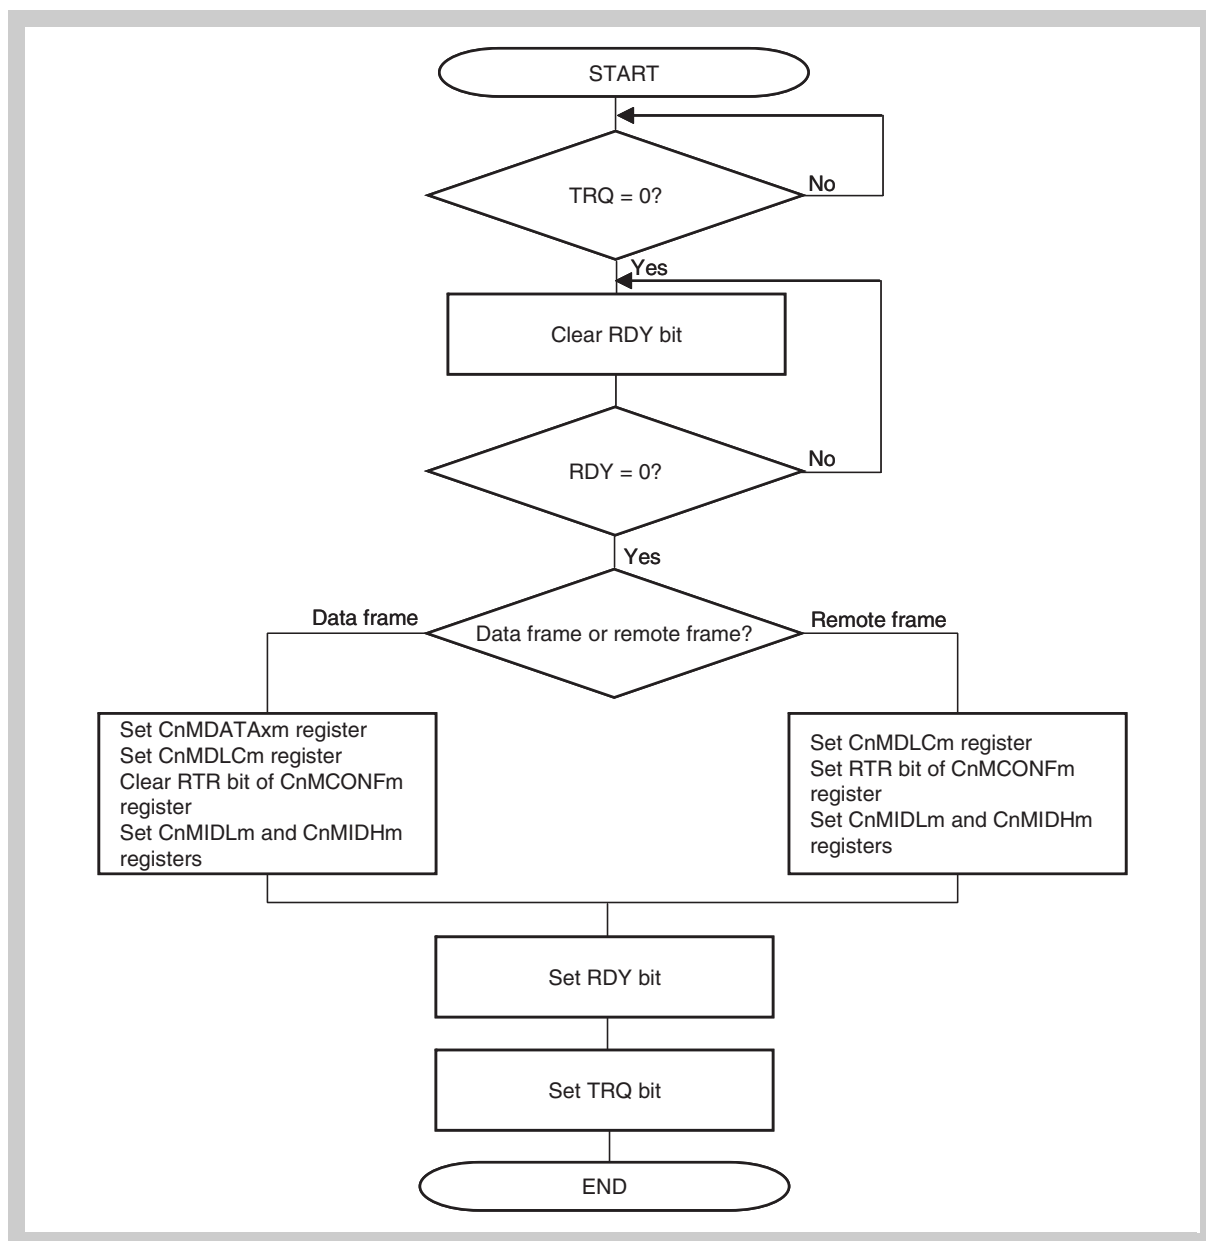 START
TRQ = 0?
No
Yes
Clear RDY bit
RDY = 0?
No
Yes
Data frame or remote frame?
Data frame
Remote frame
Set CnMDATAxm register
Set CnMDLCm register
Clear RTR bit of CnMCONFm
register
Set CnMIDLm and CnMIDHm
registers
Set CnMDLCm register
Set RTR bit of CnMCONFm
register
Set CnMIDLm and CnMIDHm
registers
Set RDY bit
Set TRQ bit
END